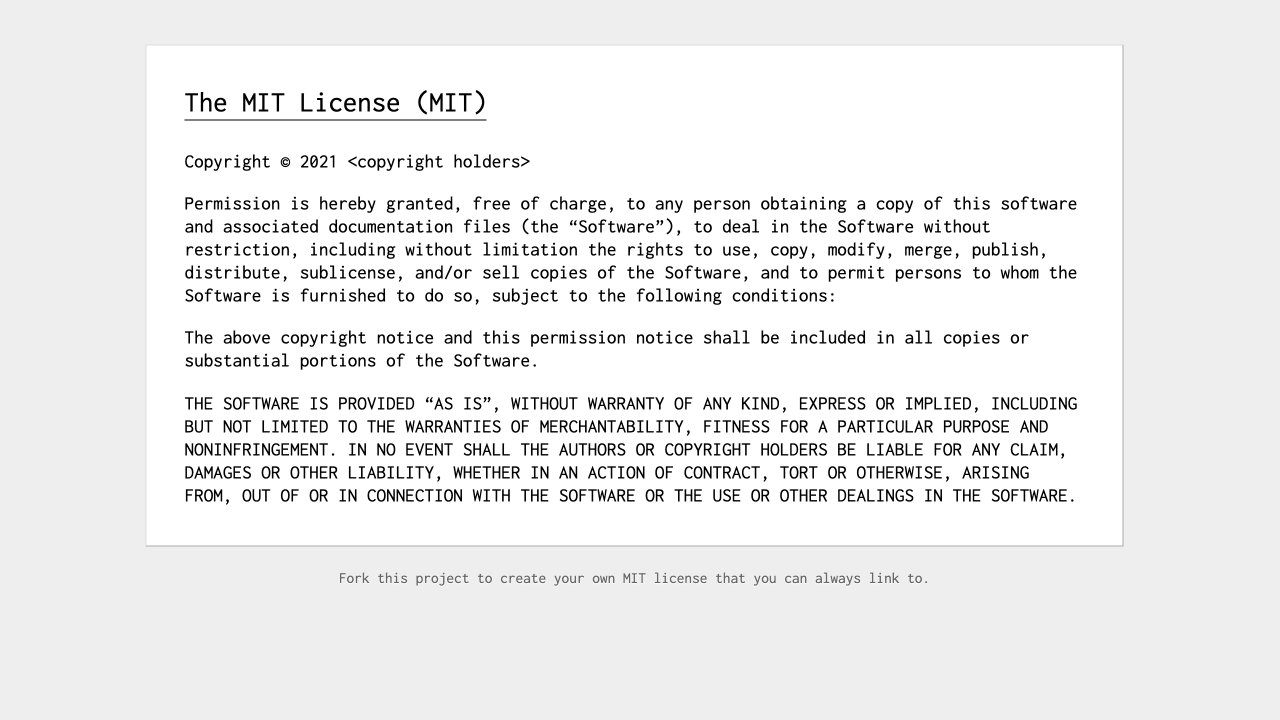 The MIT License (MIT)
Copyright © 2021 <copyright holders>
Permission is hereby granted, free of charge, to any person obtaining a copy of this software
and associated documentation files (the “Software”), to deal in the Software without
restriction, including without limitation the rights to use, copy, modify, merge, publish,
distribute, sublicense, and/or sell copies of the Software, and to permit persons to whom the
Software is furnished to do so, subject to the following conditions:
The above copyright notice and this permission notice shall be included in all copies or
substantial portions of the Software.
THE SOFTWARE IS PROVIDED “AS IS”, WITHOUT WARRANTY OF ANY KIND, EXPRESS OR IMPLIED, INCLUDING
BUT NOT LIMITED TO THE WARRANTIES OF MERCHANTABILITY, FITNESS FOR A PARTICULAR PURPOSE AND
NONINFRINGEMENT. IN NO EVENT SHALL THE AUTHORS OR COPYRIGHT HOLDERS BE LIABLE FOR ANY CLAIM,
DAMAGES OR OTHER LIABILITY, WHETHER IN AN ACTION OF CONTRACT, TORT OR OTHERWISE, ARISING
FROM, OUT OF OR IN CONNECTION WITH THE SOFTWARE OR THE USE OR OTHER DEALINGS IN THE SOFTWARE.
Fork this project to create your own MIT license that you can always link to.